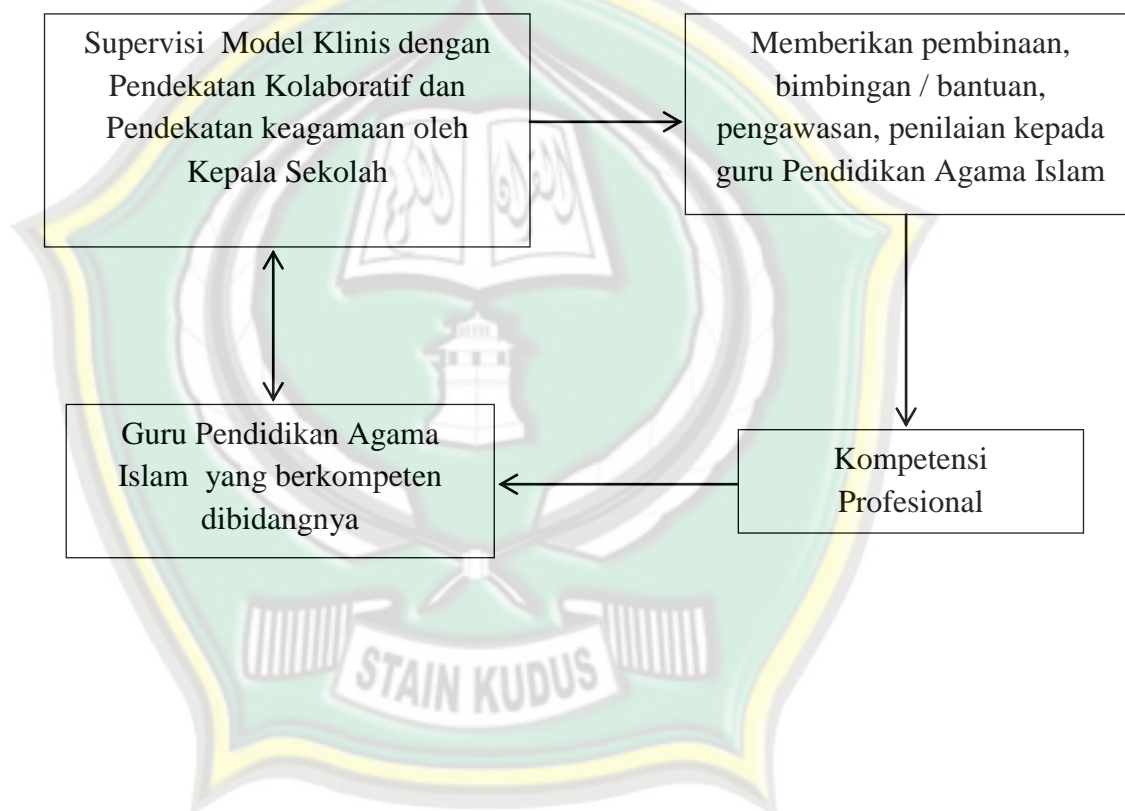 Supervisi Model Klinis dengan
Pendekatan Kolaboratif dan
Pendekatan keagamaan oleh
Kepala Sekolah
Memberikan pembinaan,
bimbingan / bantuan,
pengawasan, penilaian kepada
guru Pendidikan Agama Islam
Guru Pendidikan Agama
Islam yang berkompeten
dibidangnya
Kompetensi
Profesional
STAIN KUDUS